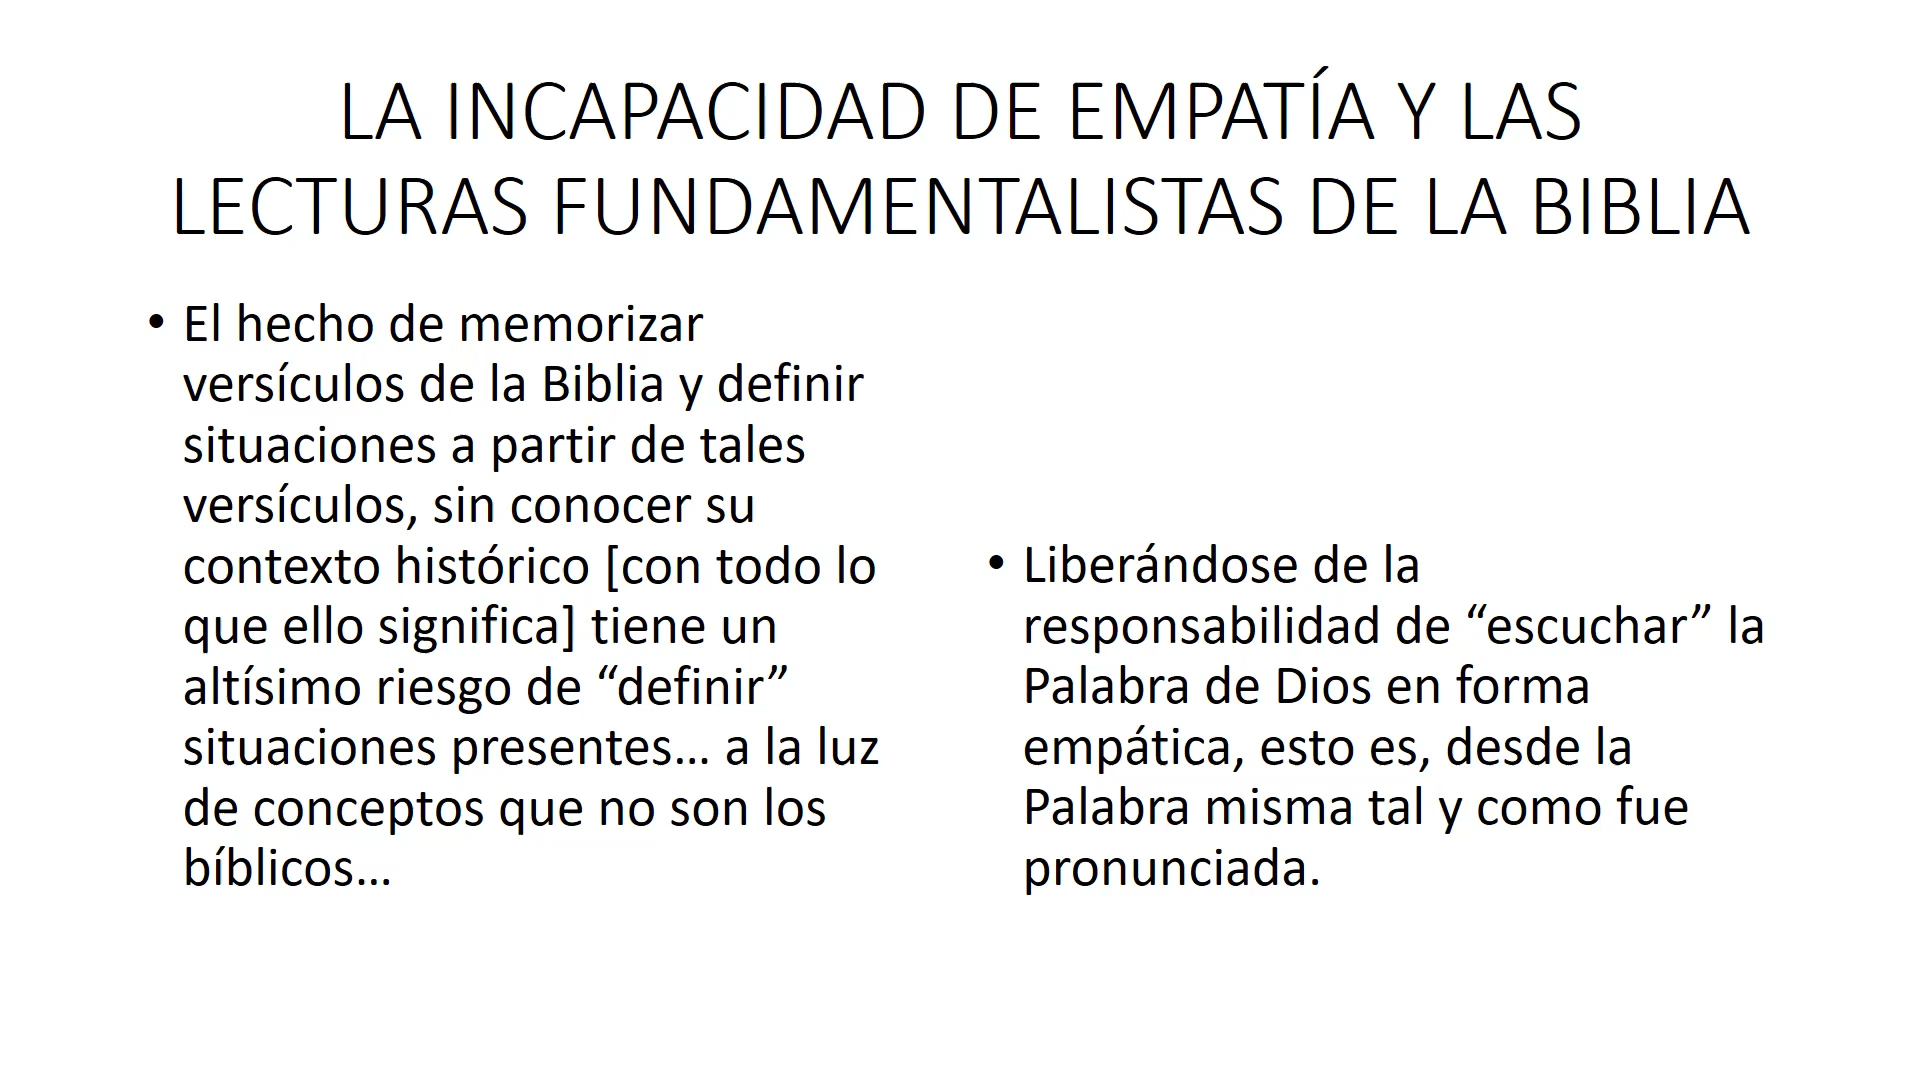 LA INCAPACIDAD DE EMPATÍA Y LAS
LECTURAS FUNDAMENTALISTAS DE LA BIBLIA
• El hecho de memorizar
versículos de la Biblia y definir
situaciones a partir de tales
versículos, sin conocer su
contexto histórico [con todo lo
que ello significa] tiene un
altísimo riesgo de “definir”
situaciones presentes… a la luz
de conceptos que no son los
bíblicos…
• Liberándose de la
responsabilidad de “escuchar” la
Palabra de Dios en forma
empática, esto es, desde la
Palabra misma tal y como fue
pronunciada.